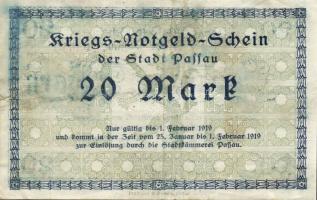 Kriegs-Notgeld-Schein
der Stadt Passau
20 Mark
Nur gültig bis 1. Februar 1919
und kommt in der Zeit vom 25. Januar bis 1. Februar 1919
zur Einlösung durch die Stadtkämmerei Passau.